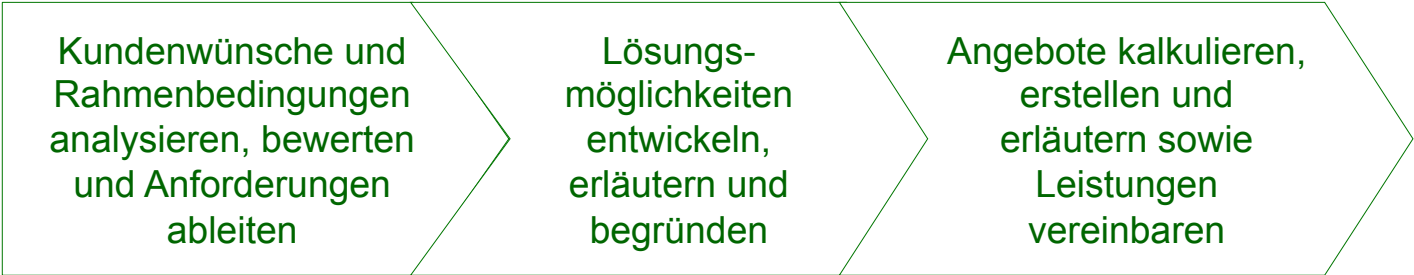 Kundenwünsche und
Rahmenbedingungen
analysieren, bewerten
und Anforderungen
ableiten
Lösungs-
möglichkeiten
entwickeln,
erläutern und
begründen
Angebote kalkulieren,
erstellen und
erläutern sowie
Leistungen
vereinbaren